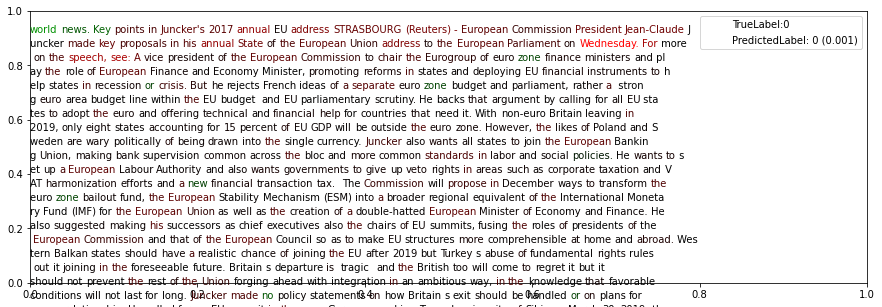 world news. Key points in Juncker's 2017 annual EU address STRASBOURG (Reuters) - European Commission President Jean-Claude J
uncker made key proposals in his annual State of the European Union address to the European Parliament on Wednesday. For more
on the speech, see: A vice president of the European Commission to chair the Eurogroup of euro zone finance ministers and pl
ay the role of European Finance and Economy Minister, promoting reforms in states and deploying EU financial instruments to h
elp states in recession or crisis. But he rejects French ideas of a separate euro zone budget and parliament, rather a stron
g euro area budget line within the EU budget and EU parliamentary scrutiny. He backs that argument by calling for all EU sta
tes to adopt the euro and offering technical and financial help for countries that need it. With non-euro Britain leaving in
2019, only eight states accounting for 15 percent of EU GDP will be outside the euro zone. However, the likes of Poland and S
weden are wary politically of being drawn into the single currency. Juncker also wants all states to join the European Bankin
g Union, making bank supervision common across the bloc and more common standards in labor and social policies. He wants to s
et up a European Labour Authority and also wants governments to give up veto rights in areas such as corporate taxation and V
AT harmonization efforts and a new financial transaction tax. The Commission will propose in December ways to transform the
euro zone bailout fund, the European Stability Mechanism (ESM) into a broader regional equivalent of the International Moneta
ry Fund (IMF) for the European Union as well as the creation of a double-hatted European Minister of Economy and Finance. He
also suggested making his successors as chief executives also the chairs of EU summits, fusing the roles of presidents of the
European Commission and that of the European Council so as to make EU structures more comprehensible at home and abroad. Wes
tern Balkan states should have a realistic chance of joining the EU after 2019 but Turkey s abuse of fundamental rights rules
out it joining in the foreseeable future. Britain s departure is tragic and the British too will come to regret it but it
should not prevent the rest of the Union forging ahead with integration in an ambitious way, in the knowledge that favorable
conditions will not last for long. Juncker made no policy statements on how Britain s exit should be handled or on plans for
TrueLabel:0
PredictedLabel: 0 (0.001)
1.0
0.8
0.6
0.4
0.2
0.0
0.0
0.2
0.4
0.6
0.8
1.0